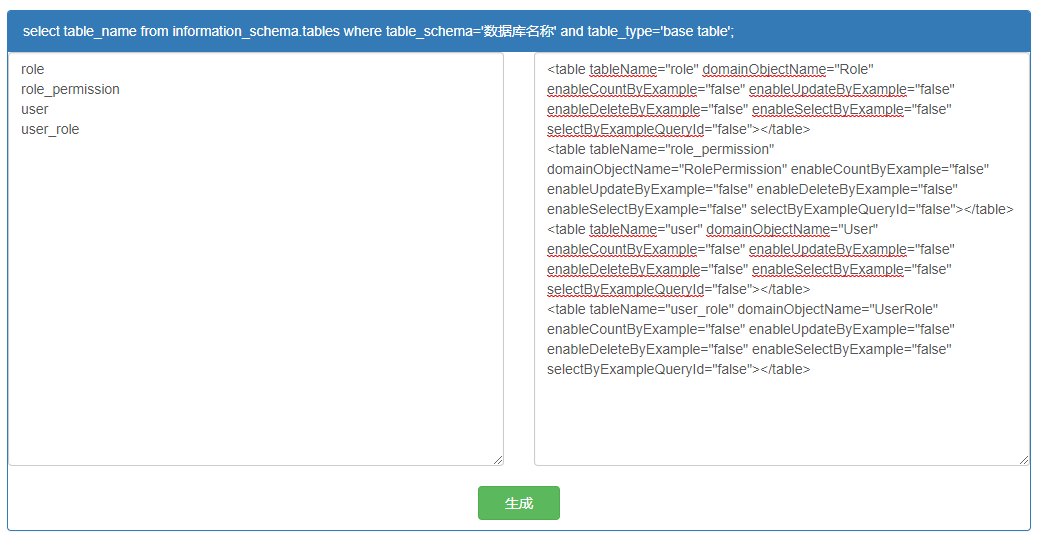 select table_name from information_schema.tables where table_schema='数据库名称' and table_type='base table';
role
role_permission
user
user_role
<table tableName="role" domainObjectName="Role"
enableCountByExample="false" enableUpdateByExample="false"
enableDeleteByExample="false" enableSelectByExample="false"
selectByExampleQueryId="false"></table>
<table tableName="role_permission"
domainObjectName="RolePermission" enableCountByExample="false"
enableUpdateByExample="false" enableDeleteByExample="false"
enableSelectByExample="false" selectByExampleQueryId="false"></table>
<table tableName="user" domainObjectName="User"
enableCountByExample="false" enableUpdateByExample="false"
enableDeleteByExample="false" enableSelectByExample="false"
selectByExampleQueryId="false"></table>
<table tableName="user_role" domainObjectName="UserRole"
enableCountByExample="false" enableUpdateByExample="false"
enableDeleteByExample="false" enableSelectByExample="false"
selectByExampleQueryId="false"></table>
生成